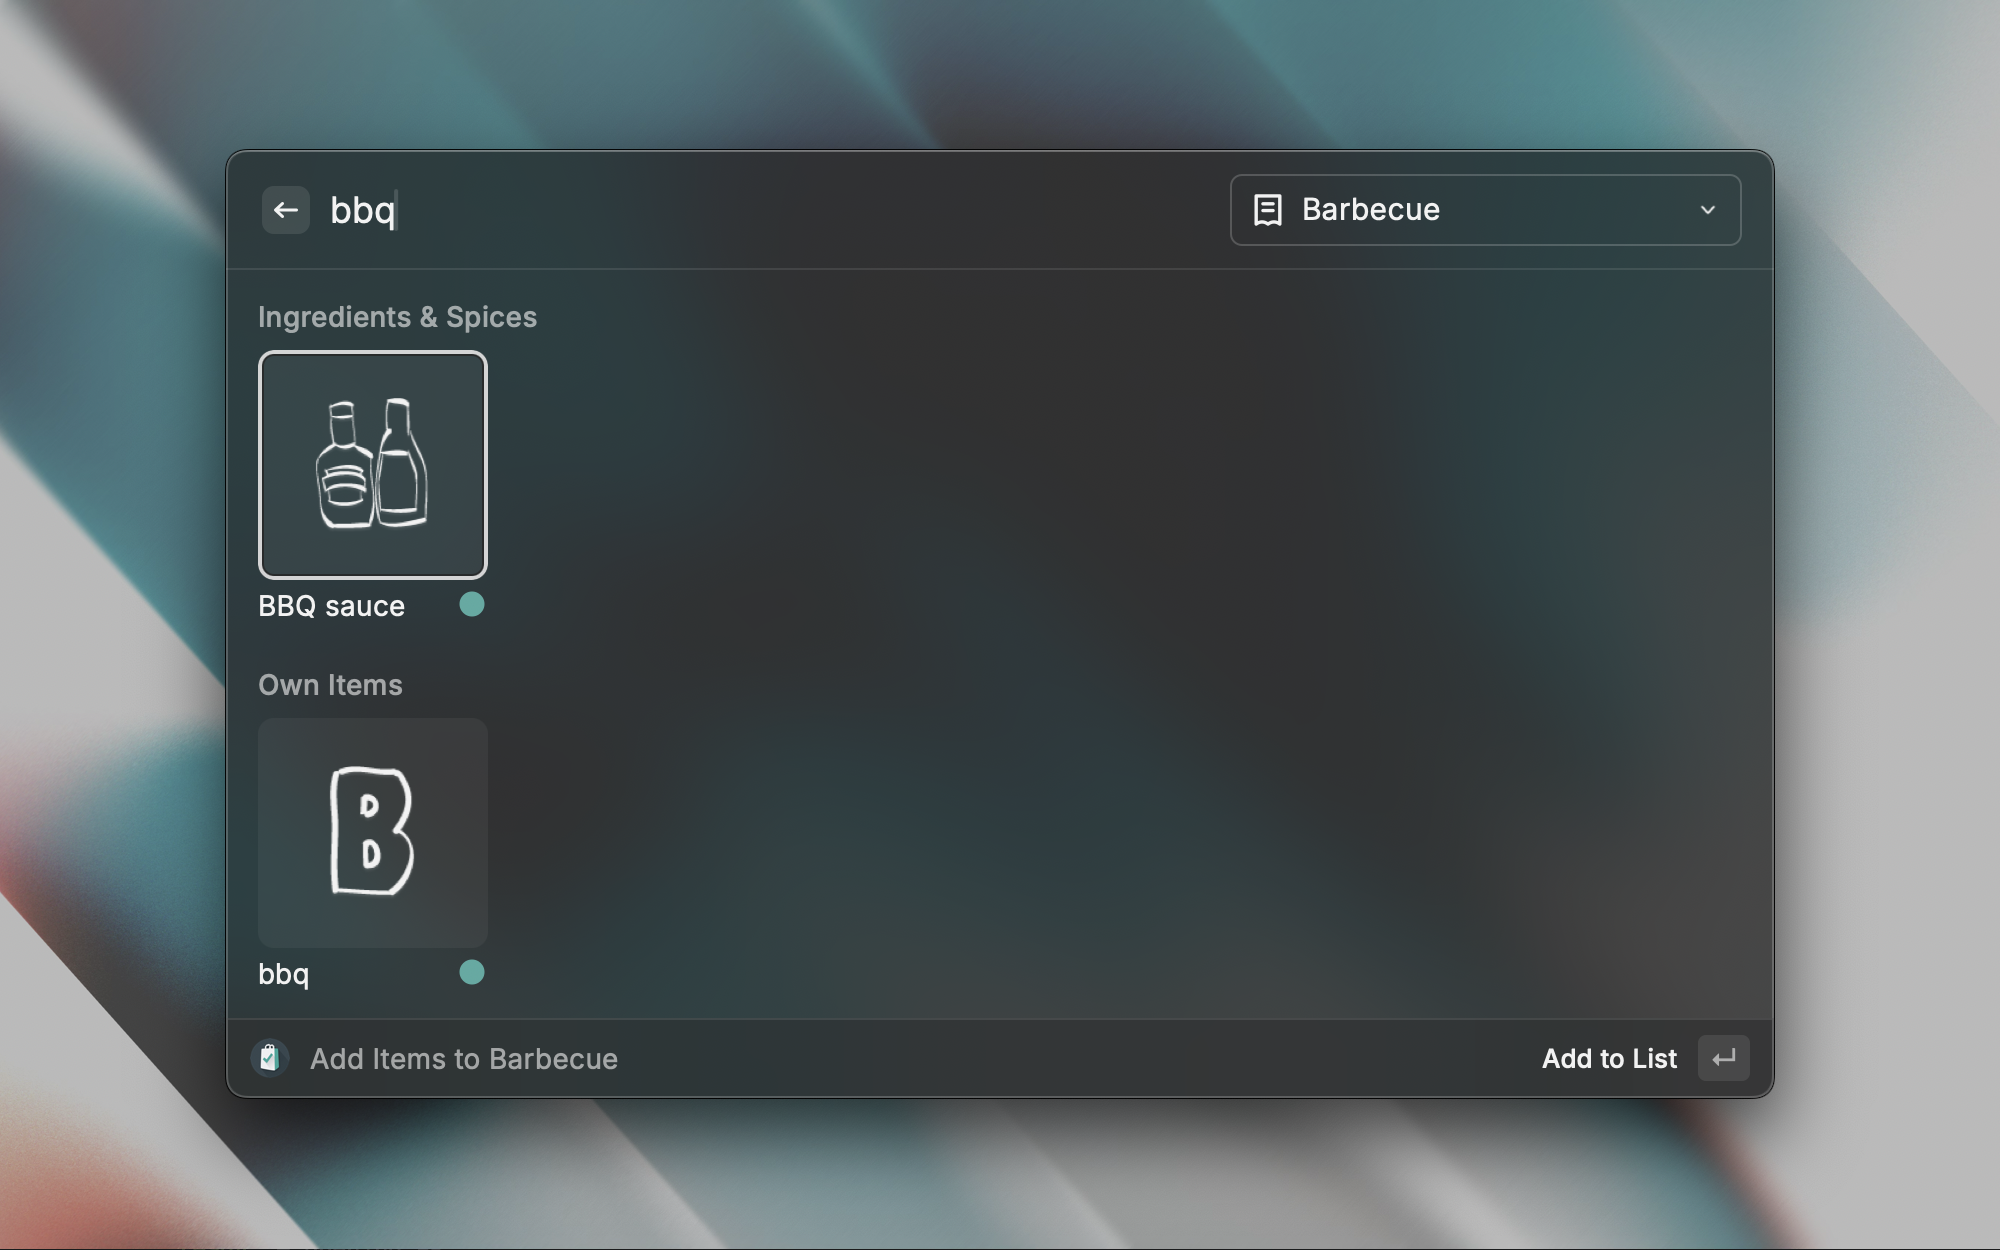 bbq
Barbecue
Ingredients & Spices
BBQ sauce
Own Items
B
bbq
Add Items to Barbecue
Add to List